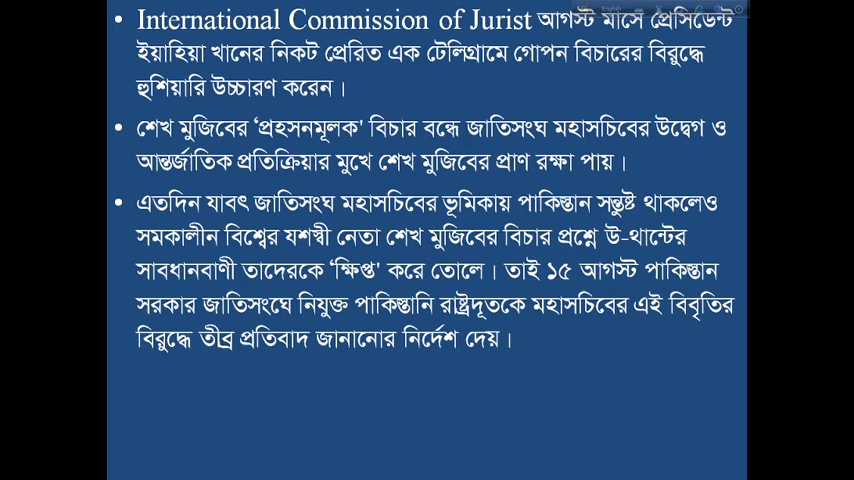 • International Commission of Jurist আগস্ট মাসে প্রেসিডেন্ট
ইয়াহিয়া খানের নিকট প্রেরিত এক টেলিগ্রামে গোপন বিচারের বিরুদ্ধে
হুশিয়ারি উচ্চারণ করেন।
• শেখ মুজিবের ‘প্রহসনমূলক' বিচার বন্ধে জাতিসংঘ মহাসচিবের উদ্বেগ ও
আন্তর্জাতিক প্রতিক্রিয়ার মুখে শেখ মুজিবের প্রাণ রক্ষা পায়।
• এতদিন যাবৎ জাতিসংঘ মহাসচিবের ভূমিকায় পাকিস্তান সন্তুষ্ট থাকলেও
সমকালীন বিশ্বের যশস্বী নেতা শেখ মুজিবের বিচার প্রশ্নে উ-থান্টের
সাবধানবাণী তাদেরকে ‘ক্ষিপ্ত' করে তোলে। তাই ১৫ আগস্ট পাকিস্তান
সরকার জাতিসংঘে নিযুক্ত পাকিস্তানি রাষ্ট্রদূতকে মহাসচিবের এই বিবৃতির
বিরুদ্ধে তীব্র প্রতিবাদ জানানোর নির্দেশ দেয়।